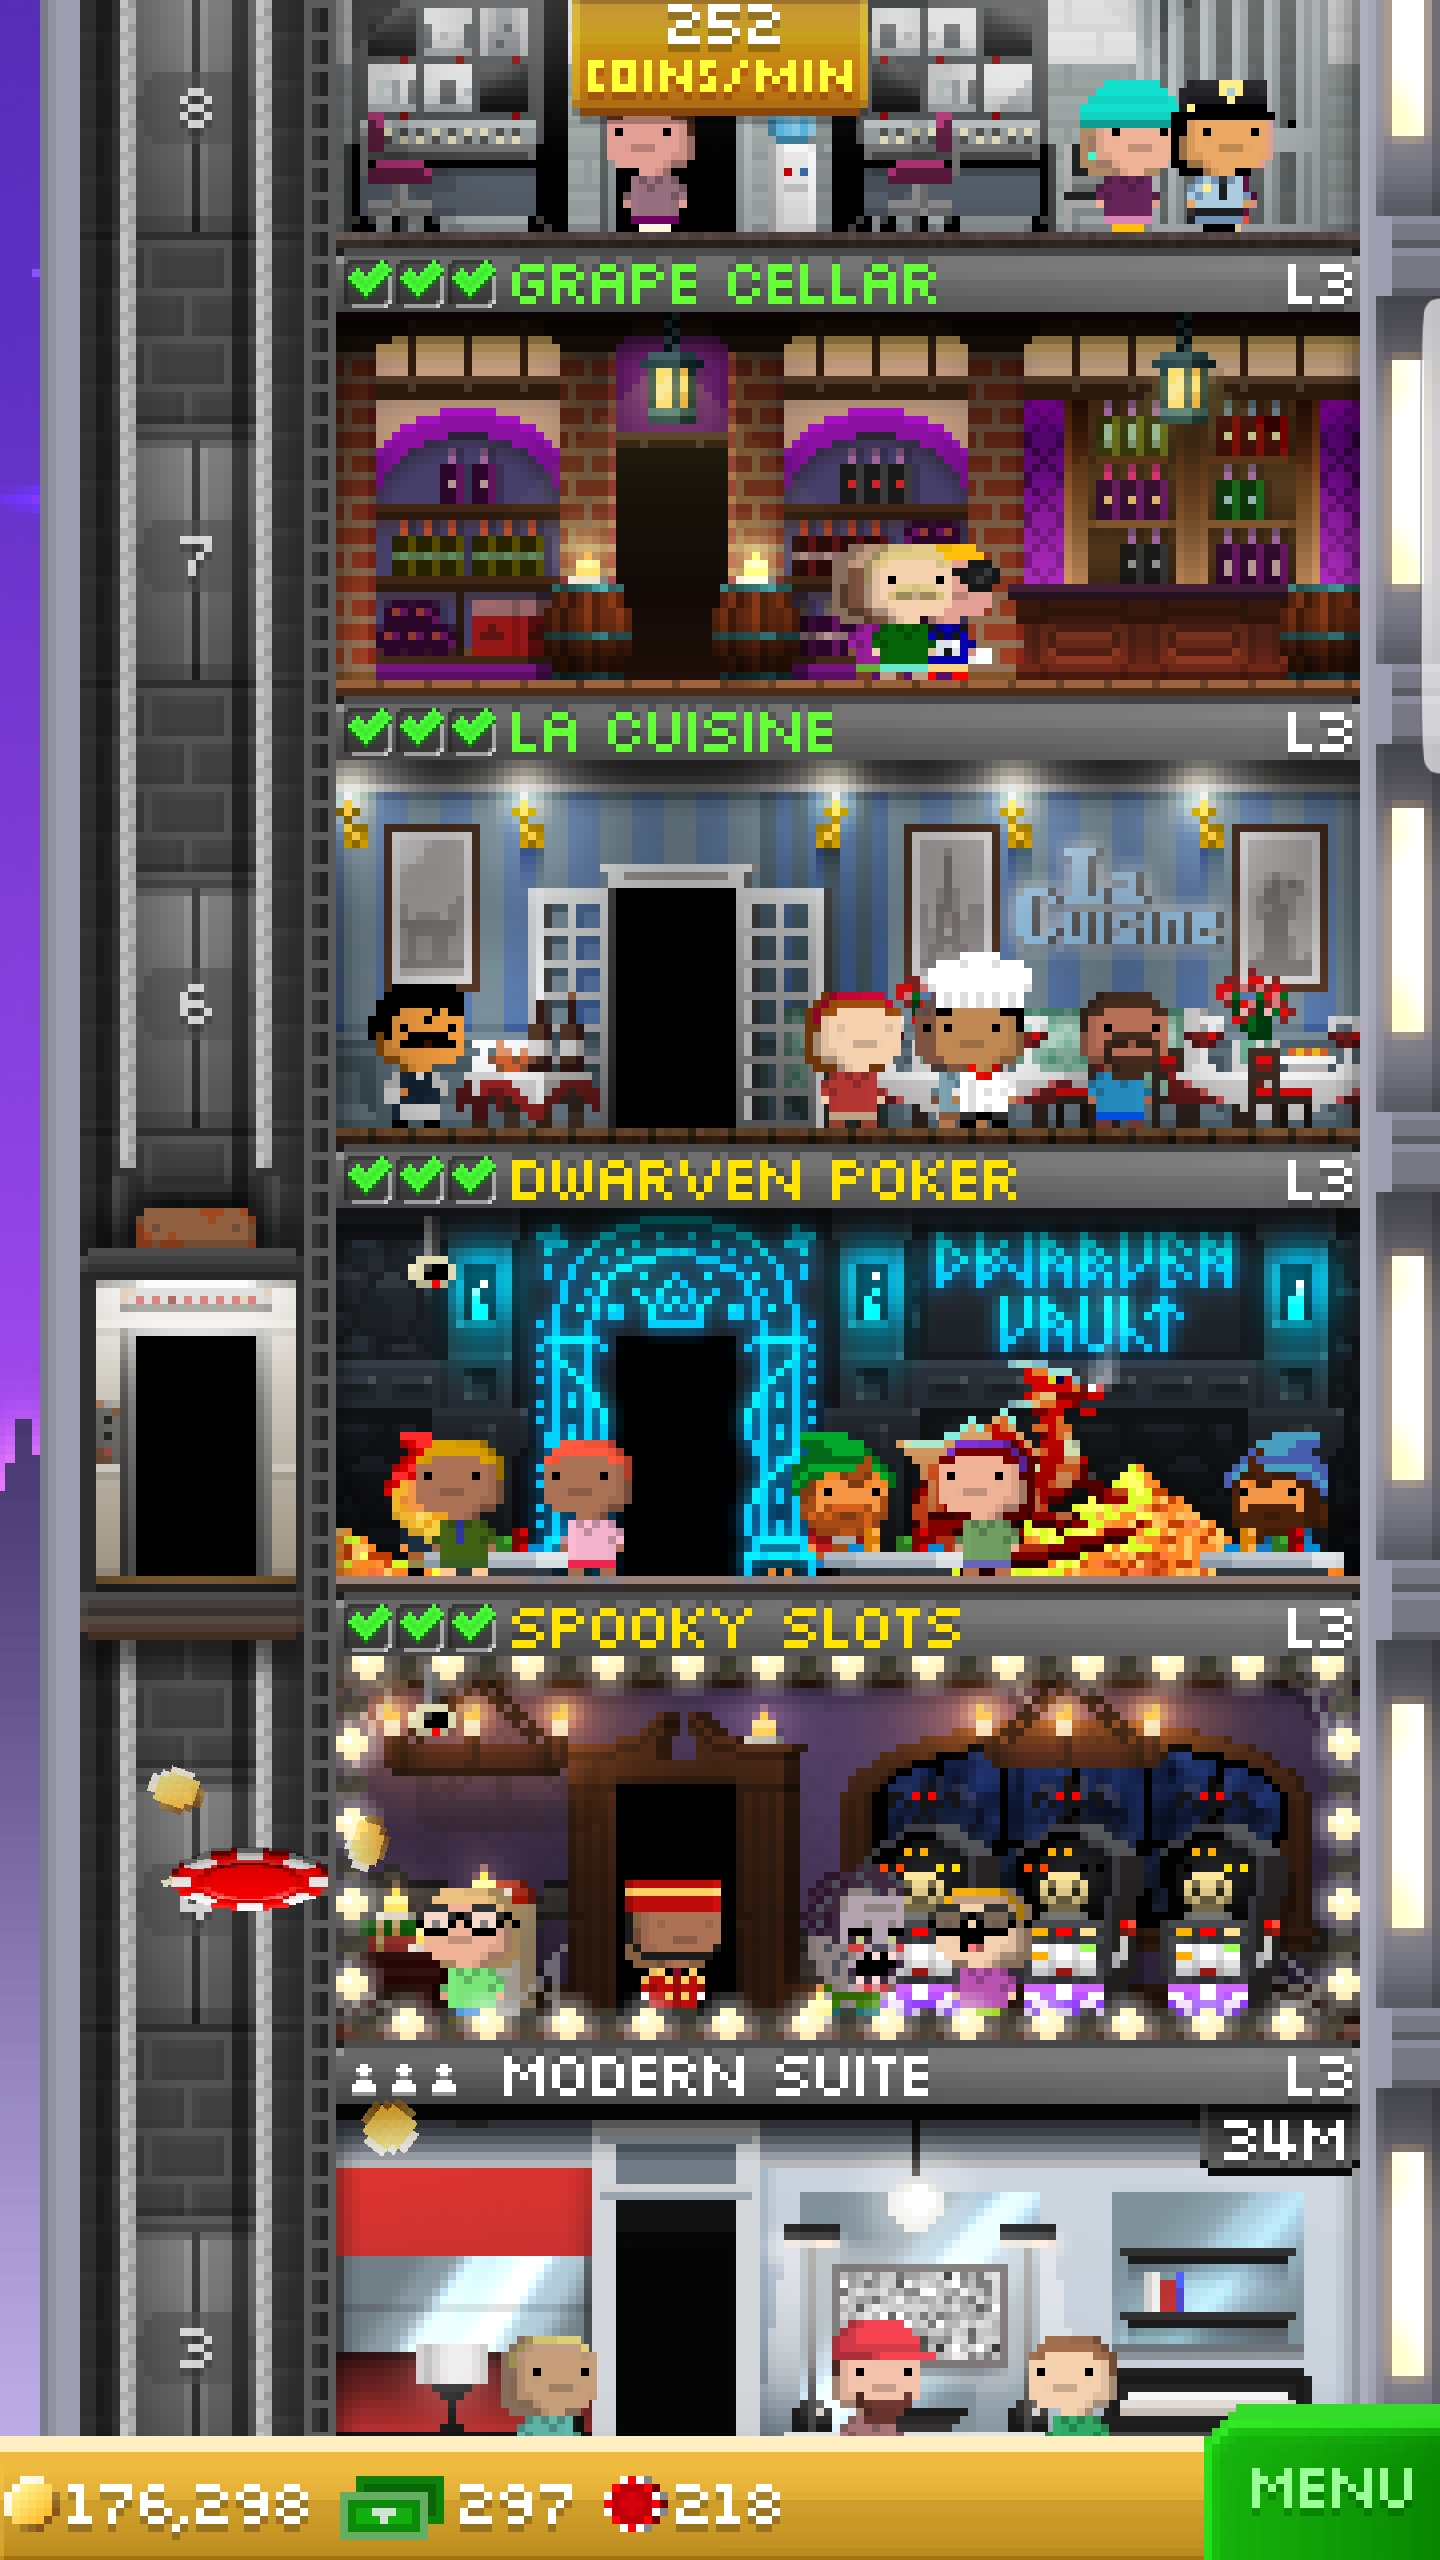 252
COINS/MIN
8
GRAPE CELLAR L3
7
LA CUISINE L3
La
Cuisine
6
DWARVEN POKER L3
DWARVEN
VAULT
SPOOKY SLOTS L3
MODERN SUITE L3
34M
3
176,298 297 218
MENU